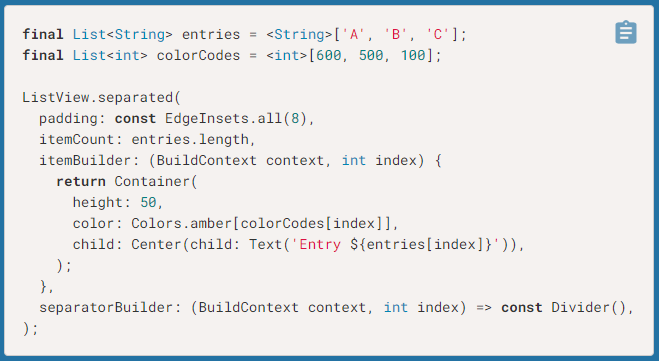 final List<String> entries = <String>['A', 'B', 'C'];
final List<int> colorCodes = <int>[600, 500, 100];

ListView.separated(
  padding: const EdgeInsets.all(8),
  itemCount: entries.length,
  itemBuilder: (BuildContext context, int index) {
    return Container(
      height: 50,
      color: Colors.amber[colorCodes[index]],
      child: Center(child: Text('Entry ${entries[index]}')),
    );
  },
  separatorBuilder: (BuildContext context, int index) => const Divider(),
);